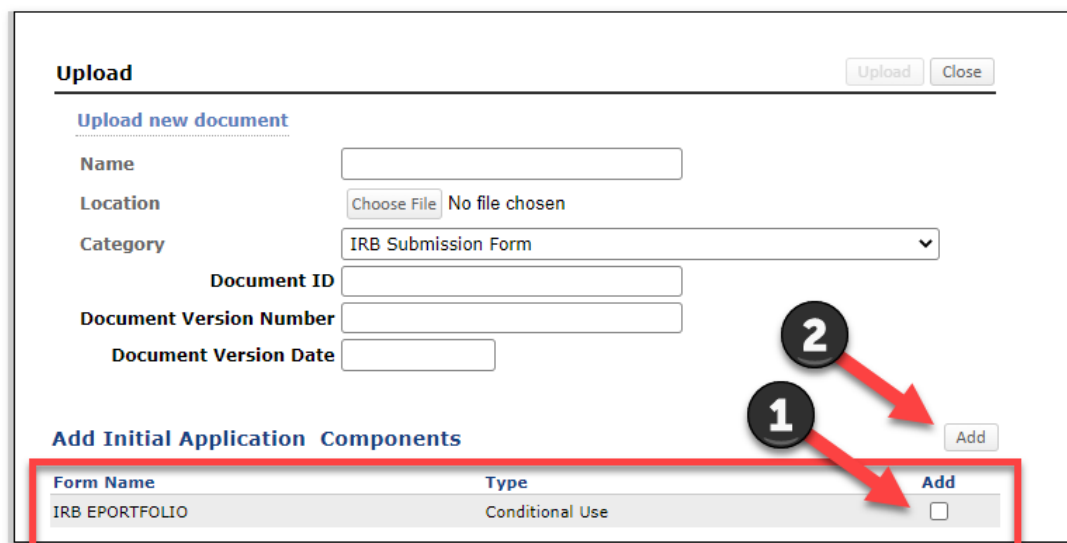 Upload Upload Close
Upload new document
Name
Location Choose File No file chosen
Category IRB Submission Form
Document ID
Document Version Number
Document Version Date
2
1
Add Initial Application Components Add
Form Name Type Add
IRB EPORTFOLIO Conditional Use